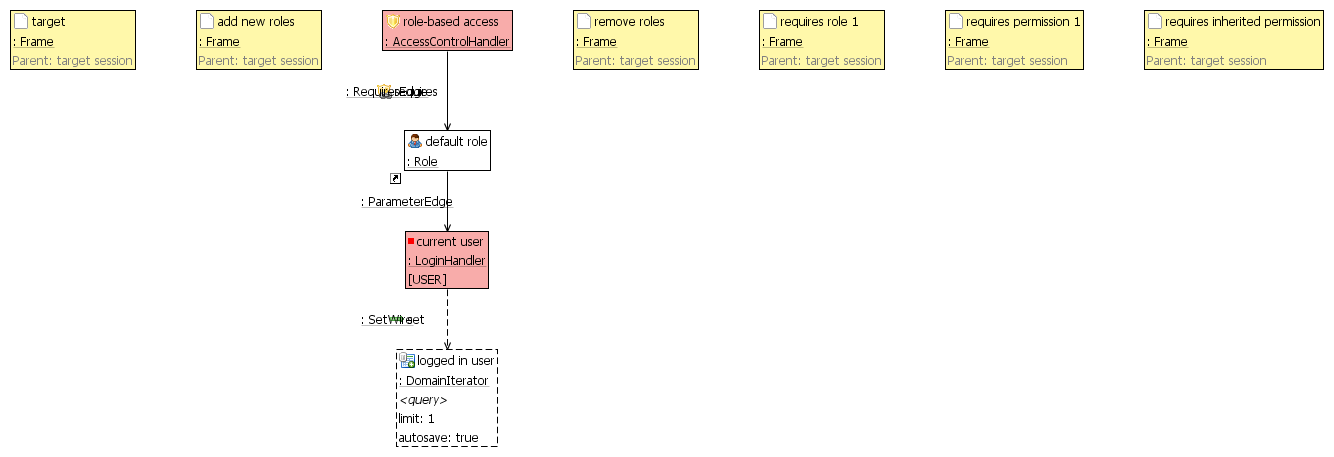 target
: Frame
Parent: target session
add new roles
: Frame
Parent: target session
role-based access
: AccessControlHandler
remove roles
: Frame
Parent: target session
requires role 1
: Frame
Parent: target session
requires permission 1
: Frame
Parent: target session
requires inherited permission
: Frame
Parent: target session
: RequiresEdge requires
default role
: Role
: ParameterEdge
current user
: LoginHandler
[USER]
: SetWire set
logged in user
: DomainIterator
<query>
limit: 1
autosave: true